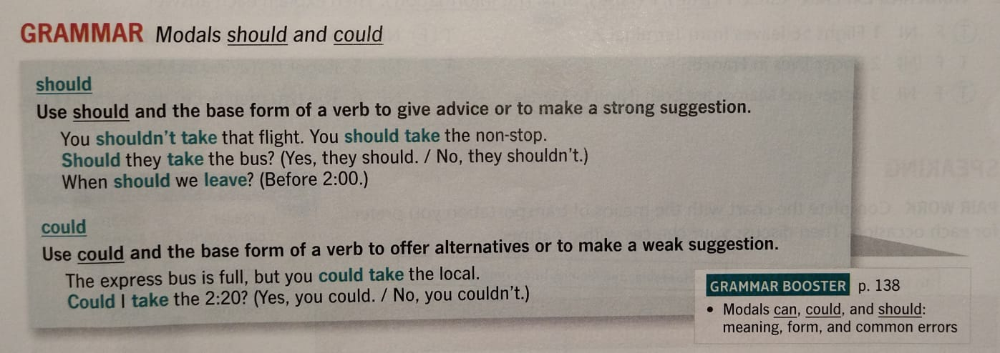 GRAMMAR Modals should and could
should
Use should and the base form of a verb to give advice or to make a strong suggestion.
You shouldn't take that flight. You should take the non-stop.
Should they take the bus? (Yes, they should. / No, they shouldn't.)
When should we leave? (Before 2:00.)
could
Use could and the base form of a verb to offer alternatives or to make a weak suggestion.
The express bus is full, but you could take the local.
Could I take the 2:20? (Yes, you could. / No, you couldn't.)
GRAMMAR BOOSTER p. 138
• Modals can, could, and should:
meaning, form, and common errors